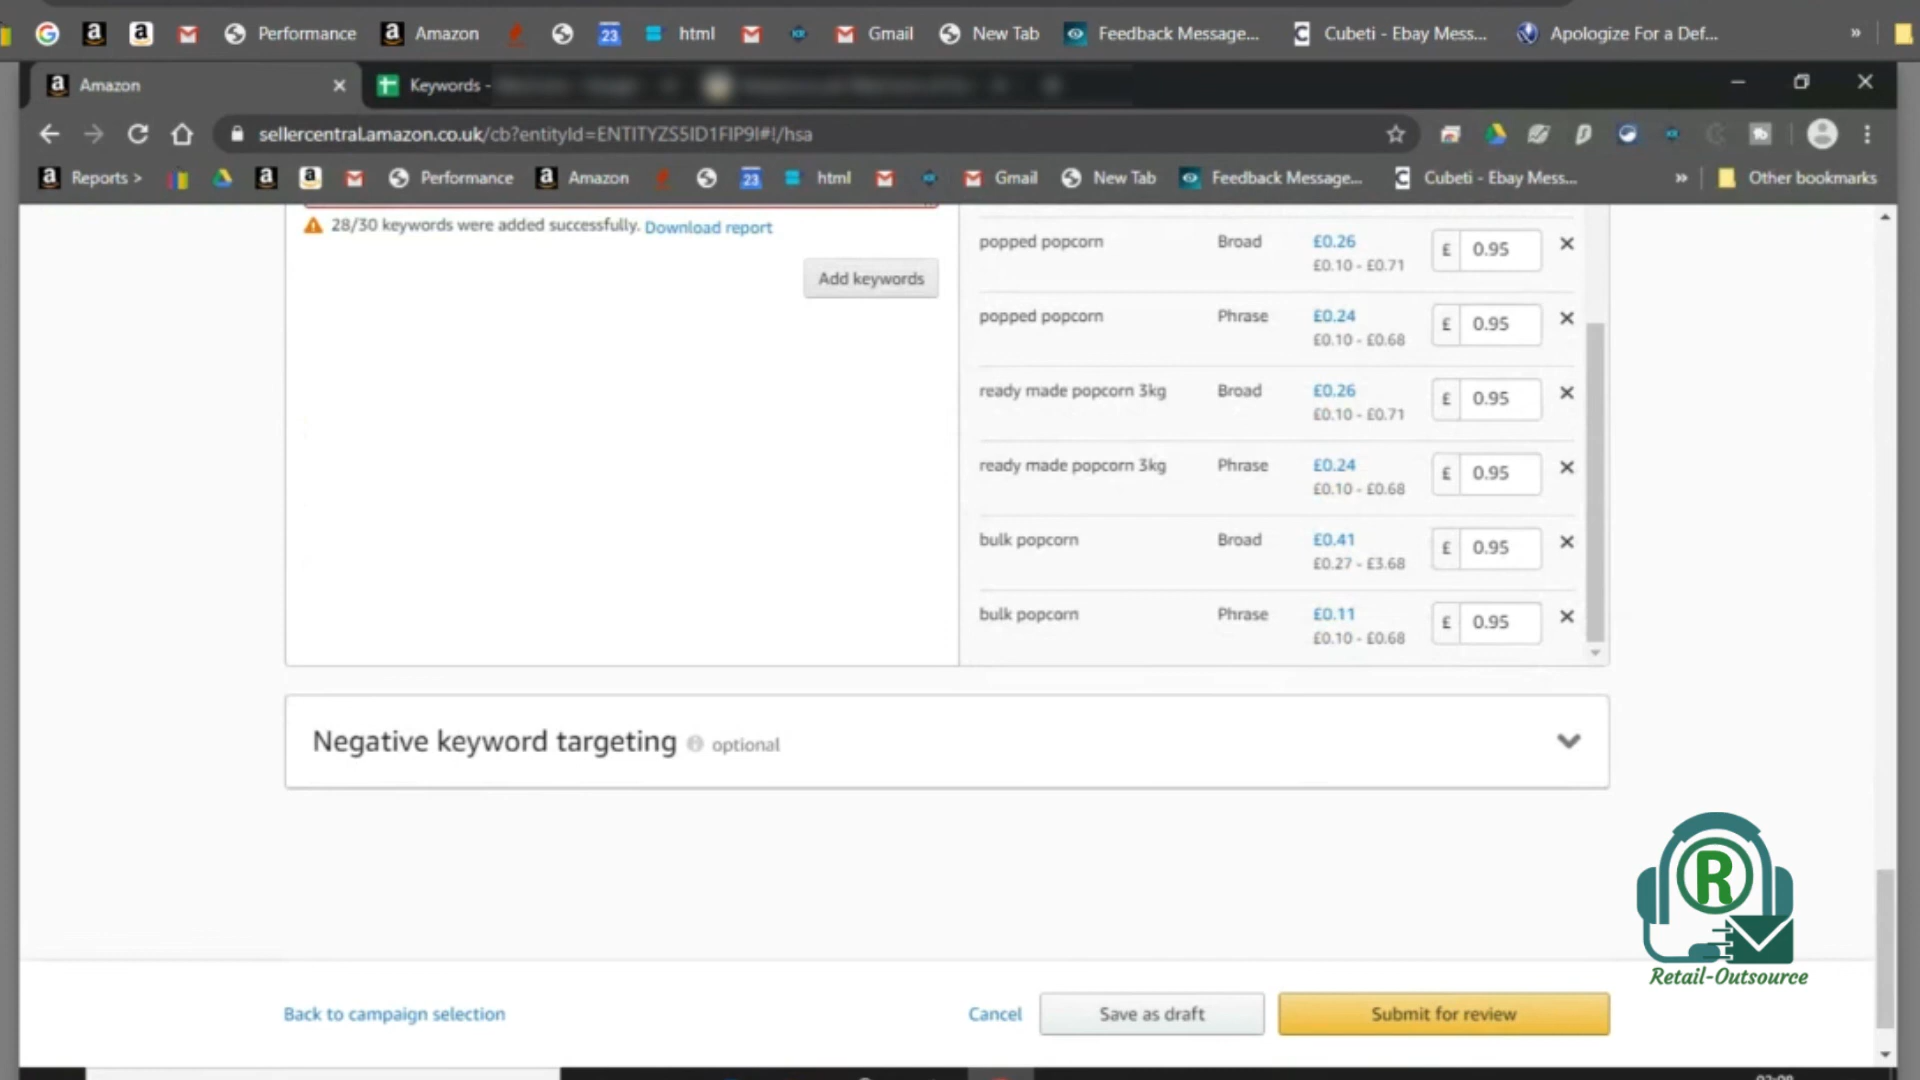 Performance
Amazon
23
html
Gmail
New Tab
Feedback Message...
Cubeti - Ebay Mess...
Apologize For a Def...
»
Amazon
Keywords -
sellercentral.amazon.co.uk/cb?entityId=ENTITYZS5ID1FIP9I#!/hsa
Reports >
Performance
Amazon
23
html
Gmail
New Tab
Feedback Message...
Cubeti - Ebay Mess...
»
Other bookmarks
28/30 keywords were added successfully. Download report
Add keywords
popped popcorn Broad £0.26 £ 0.95
£0.10 - £0.71
popped popcorn Phrase £0.24 £ 0.95
£0.10 - £0.68
ready made popcorn 3kg Broad £0.26 £ 0.95
£0.10 - £0.71
ready made popcorn 3kg Phrase £0.24 £ 0.95
£0.10 - £0.68
bulk popcorn Broad £0.41 £ 0.95
£0.27 - £3.68
bulk popcorn Phrase £0.11 £ 0.95
£0.10 - £0.68
Negative keyword targeting optional
R
Retail-Outsource
Back to campaign selection
Cancel
Save as draft
Submit for review